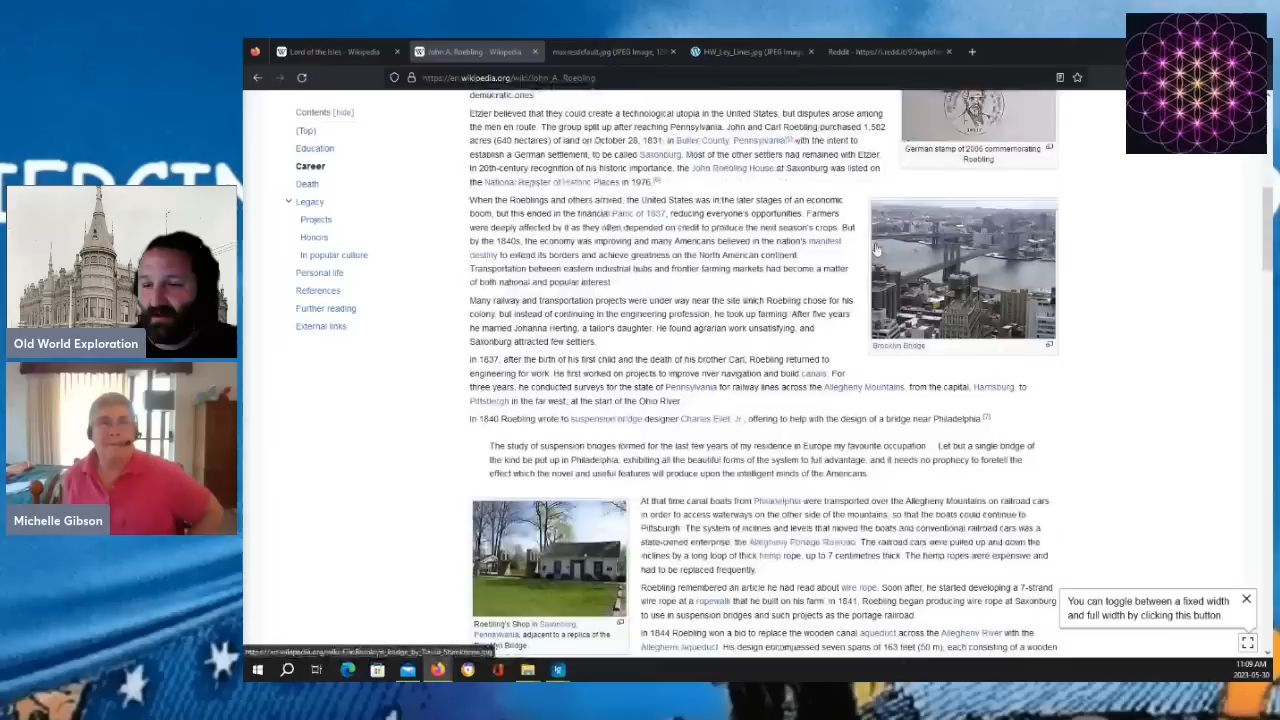 Lord of the Isles - Wikipedia
John A. Roebling - Wikipedia
maxresdefault.jpg (JPEG Image, 128
HW_Ley_Lines.jpg (JPEG Imag
Reddit - https://i.redd.it/
https://en.wikipedia.org/wiki/John_A._Roebling
Contents [hide]
(Top)
Education
Career
Death
Legacy
Projects
Honors
In popular culture
Personal life
References
Further reading
External links
democratic ones.
Etzler believed that they could create a technological utopia in the United States, but disputes arose among
the men en route. The group split up after reaching Pennsylvania. John and Carl Roebling purchased 1,582
acres (640 hectares) of land on October 28, 1831, in Butler County, Pennsylvania[5] with the intent to
establish a German settlement, to be called Saxonburg. Most of the other settlers had remained with Etzler.
In 20th-century recognition of his historic importance, the John Roebling House at Saxonburg was listed on
the National Register of Historic Places in 1976.[6]
German stamp of 2006 commemorating
Roebling
When the Roeblings and others arrived, the United States was in the later stages of an economic
boom, but this ended in the financial Panic of 1837, reducing everyone's opportunities. Farmers
were deeply affected by it as they often depended on credit to produce the next season's crops. But
by the 1840s, the economy was improving and many Americans believed in the nation's manifest
destiny to extend its borders and achieve greatness on the North American continent.
Transportation between eastern industrial hubs and frontier farming markets had become a matter
of both national and popular interest.
Many railway and transportation projects were under way near the site which Roebling chose for his
colony, but instead of continuing in the engineering profession, he took up farming. After five years
he married Johanna Herting, a tailor's daughter. He found agrarian work unsatisfying, and
Saxonburg attracted few settlers.
Brooklyn Bridge
In 1837, after the birth of his first child and the death of his brother Carl, Roebling returned to
engineering for work. He first worked on projects to improve river navigation and build canals. For
three years, he conducted surveys for the state of Pennsylvania for railway lines across the Allegheny Mountains, from the capital, Harrisburg, to
Pittsburgh in the far west, at the start of the Ohio River.
In 1840 Roebling wrote to suspension bridge designer Charles Ellet, Jr., offering to help with the design of a bridge near Philadelphia:[7]
The study of suspension bridges formed for the last few years of my residence in Europe my favourite occupation Let but a single bridge of
the kind be put up in Philadelphia, exhibiting all the beautiful forms of the system to full advantage, and it needs no prophecy to foretell the
effect which the novel and useful features will produce upon the intelligent minds of the Americans.
At that time canal boats from Philadelphia were transported over the Allegheny Mountains on railroad cars
in order to access waterways on the other side of the mountains, so that the boats could continue to
Pittsburgh. The system of inclines and levels that moved the boats and conventional railroad cars was a
state-owned enterprise, the Allegheny Portage Railroad. The railroad cars were pulled up and down the
inclines by a long loop of thick hemp rope, up to 7 centimetres thick. The hemp ropes were expensive and
had to be replaced frequently.
Roebling remembered an article he had read about wire rope. Soon after, he started developing a 7-strand
wire rope at a ropewalk that he built on his farm. In 1841, Roebling began producing wire rope at Saxonburg
to use in suspension bridges and such projects as the portage railroad.
In 1844 Roebling won a bid to replace the wooden canal aqueduct across the Allegheny River with the
Allegheny Aqueduct. His design encompassed seven spans of 163 feet (50 m), each consisting of a wooden
Roebling's Shop in Saxonburg,
Pennsylvania, adjacent to a replica of the
Brooklyn Bridge.
You can toggle between a fixed width
and full width by clicking this button.
11:09 AM
2023-05-30
Old World Exploration
Michelle Gibson